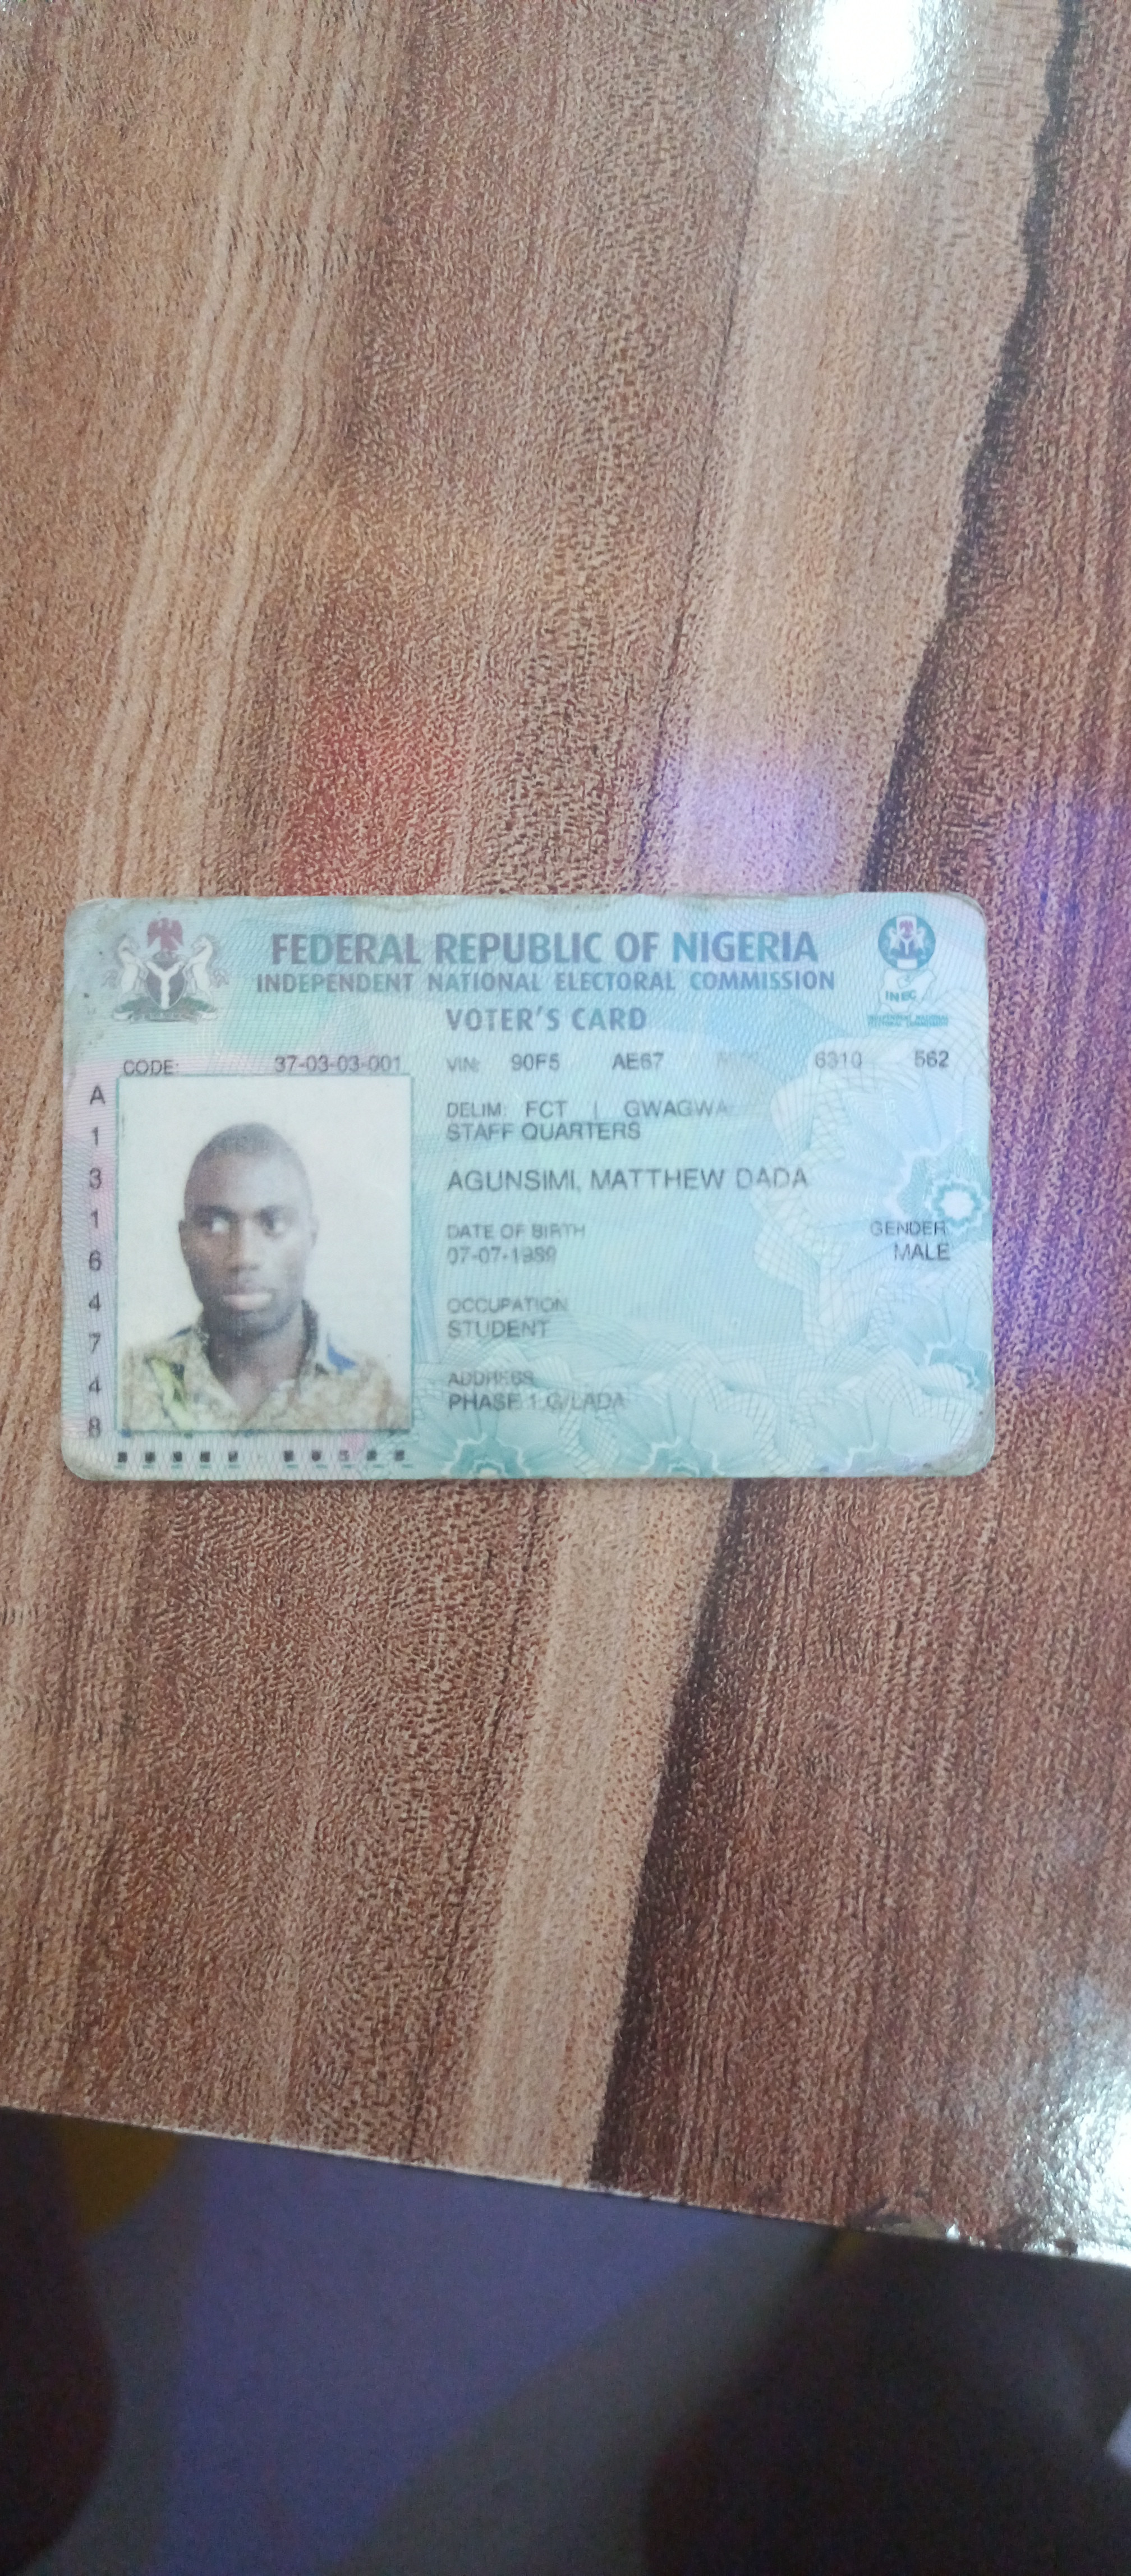 FEDERAL REPUBLIC OF NIGERIA
INDEPENDENT NATIONAL ELECTORAL COMMISSION
VOTER'S CARD
INEC
CODE: 37-03-03-001 VIN: 90F5 AE67 6310 562
DELIM: FCT | GWAGWA
STAFF QUARTERS
AGUNSIMI, MATTHEW DADA
DATE OF BIRTH
07-07-1989
GENDER
MALE
OCCUPATION
STUDENT
ADDRESS
PHASE 1 G/LADA
A
1
3
1
6
4
7
4
8